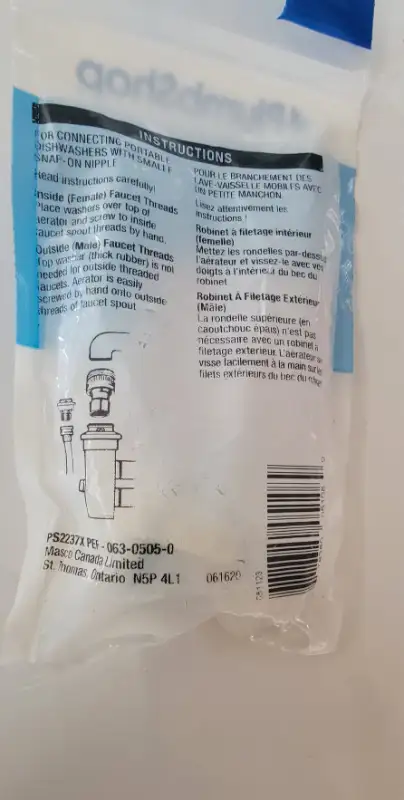 PlumbShop
INSTRUCTIONS
FOR CONNECTING PORTABLE
DISHWASHERS WITH SMALL
SNAP-ON NIPPLE
Read instructions carefully!
Inside (Female) Faucet Threads
Place washers over top of
aerator and screw to inside
faucet spout threads by hand.
Outside (Male) Faucet Threads
Top washer (thick rubber) is not
needed for outside threaded
faucets. Aerator is easily
screwed by hand onto outside
threads of faucet spout
POUR LE BRANCHEMENT DES
LAVE-VAISSELLE MOBILES AVEC
UN PETITE MANCHON.
Lisez attentivement les
instructions !
Robinet à filetage intérieur
(femelle)
Mettez les rondelles par-dessus
l'aérateur et vissez-le avec vos
doigts à l'intérieur du bec du
robinet
Robinet À Filetage Extérieur
(Mâle)
La rondelle supérieure (en
caoutchouc épais) n'est pas
nécessaire avec un robinet à
filetage exterieur. L'aérateur se
visse facilement à la main sur les
filets extérieurs du bec du robinet
PS2237X PEF - 063-0505-0
Masco Canada Limited
St. Thomas, Ontario N5P 4L1
061620
081123